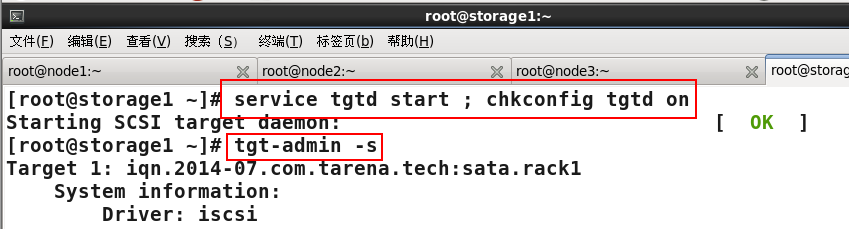 root@storage1:~
文件(F) 编辑(E) 查看(V) 搜索 (S) 终端(T) 标签页(b) 帮助(H)
root@node1:~ root@node2:~ root@node3:~ root@storag
[root@storage1 ~]# service tgtd start ; chkconfig tgtd on
Starting SCSI target daemon: [ OK ]
[root@storage1 ~]# tgt-admin -s
Target 1: iqn.2014-07.com.tarena.tech:sata.rack1
    System information:
        Driver: iscsi